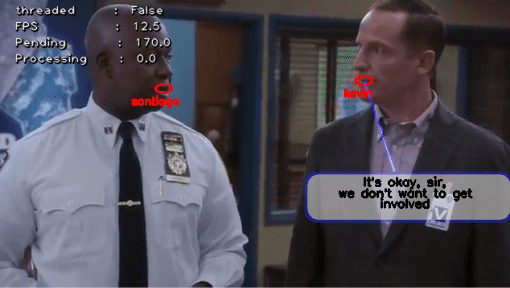 threaded : False
FPS : 12.5
Pending : 170.0
Processing : 0.0
santiago
kevin
It's okay, sir,
we don't want to get
involved
V